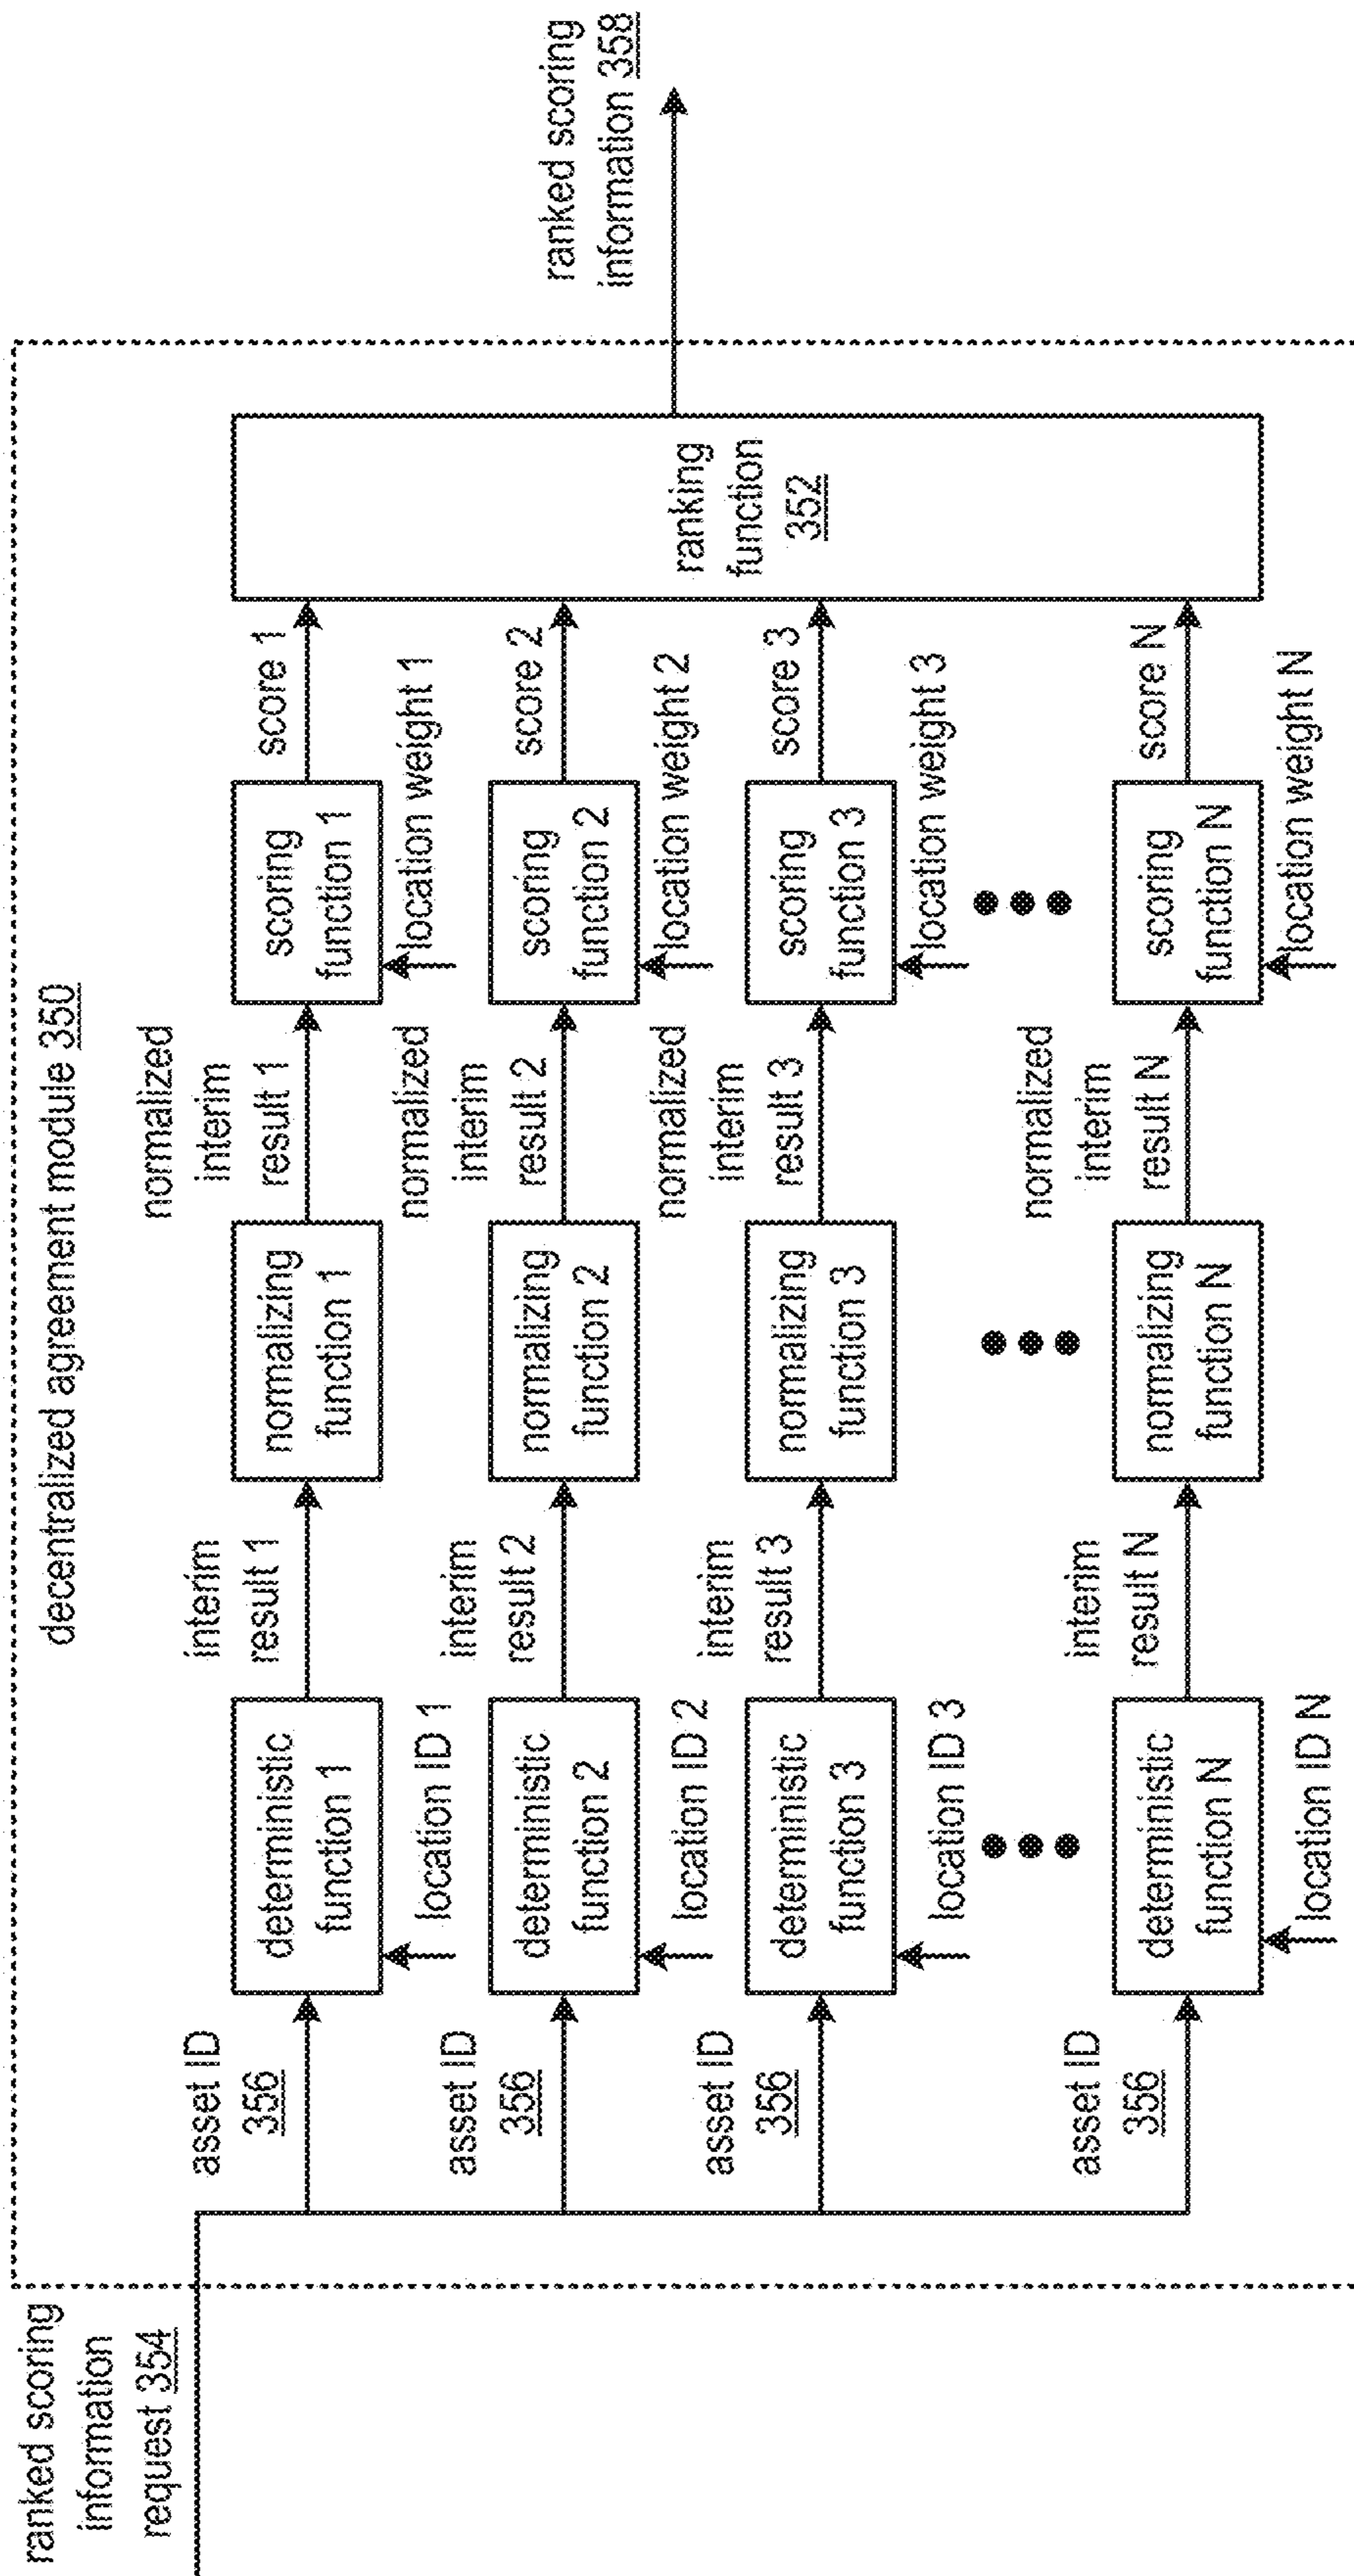 decentralized agreement module 350
ranked scoring
information
request 354
asset ID
356
deterministic
function 1
location ID 1
interim
result 1
normalizing
function 1
normalized
interim
result 1
scoring
function 1
location weight 1
score 1
asset ID
356
deterministic
function 2
location ID 2
interim
result 2
normalizing
function 2
normalized
interim
result 2
scoring
function 2
location weight 2
score 2
asset ID
356
deterministic
function 3
location ID 3
interim
result 3
normalizing
function 3
normalized
interim
result 3
scoring
function 3
location weight 3
score 3
asset ID
356
deterministic
function N
location ID N
interim
result N
normalizing
function N
normalized
interim
result N
scoring
function N
location weight N
score N
ranking
function
352
ranked scoring
information 358